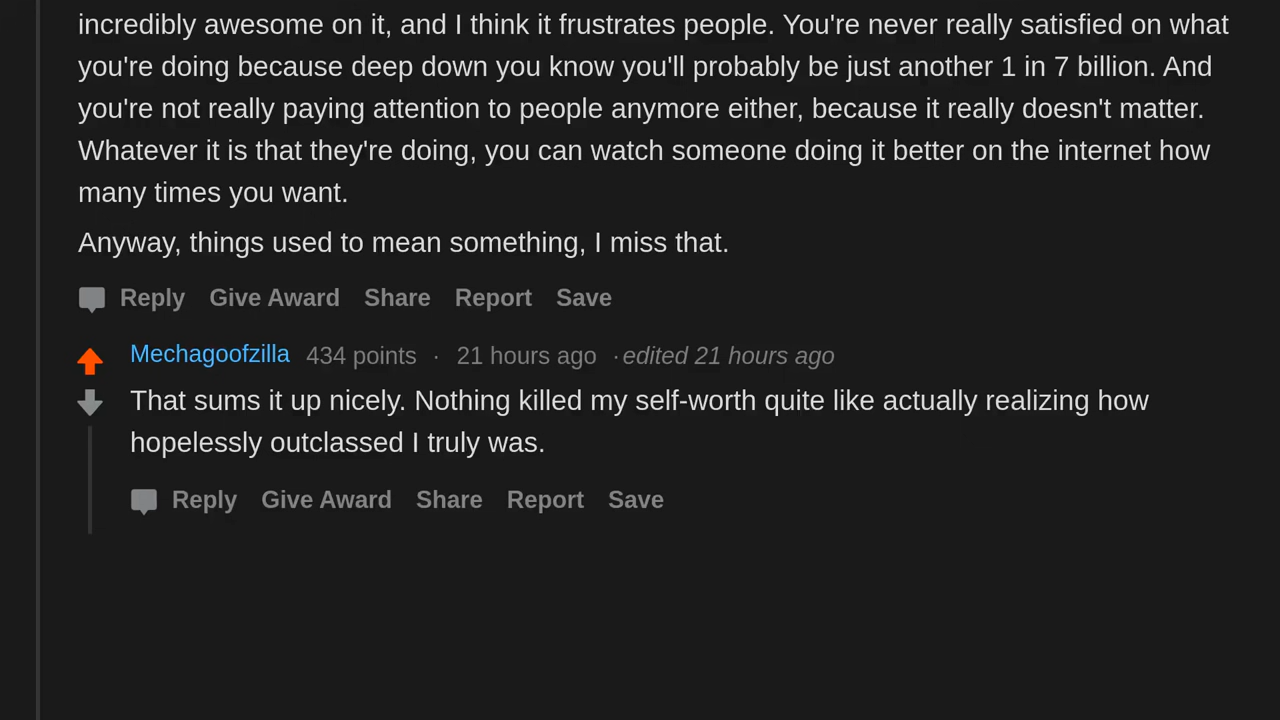 incredibly awesome on it, and I think it frustrates people. You're never really satisfied on what
you're doing because deep down you know you'll probably be just another 1 in 7 billion. And
you're not really paying attention to people anymore either, because it really doesn't matter.
Whatever it is that they're doing, you can watch someone doing it better on the internet how
many times you want.
Anyway, things used to mean something, I miss that.
Reply Give Award Share Report Save
Mechagoofzilla 434 points · 21 hours ago · edited 21 hours ago
That sums it up nicely. Nothing killed my self-worth quite like actually realizing how
hopelessly outclassed I truly was.
Reply Give Award Share Report Save